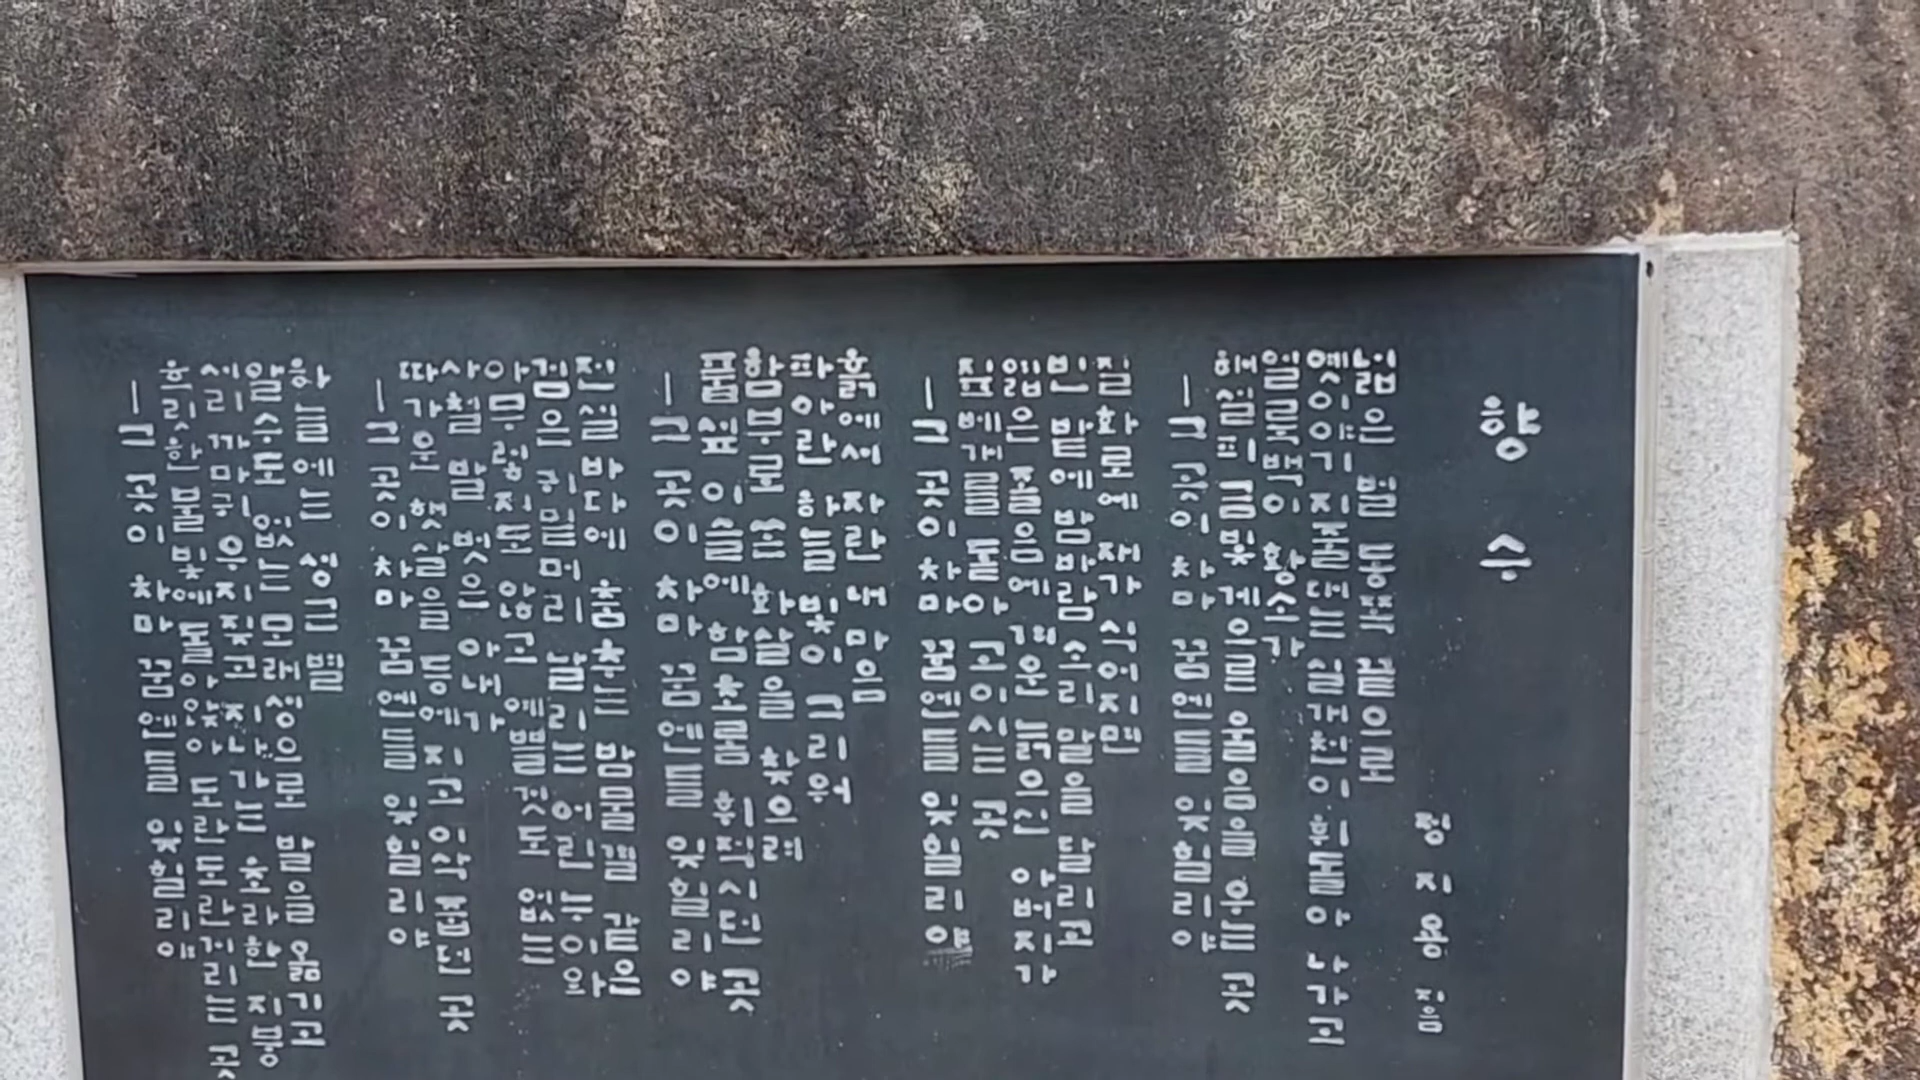 향 수
정 지 용 지음
넓은 벌 동쪽 끝으로
옛이야기 지줄대는 실개천이 휘돌아 나가고
얼룩백이 황소가
해설피 금빛 게으른 울음을 우는 곳
— 그 곳이 차마 꿈엔들 잊힐리야
질화로에 재가 식어지면
빈 밭에 밤바람 소리 말을 달리고
엷은 졸음에 겨운 늙으신 아버지가
짚베개를 돋아 고이시는 곳
— 그 곳이 차마 꿈엔들 잊힐리야
흙에서 자란 내 마음
파아란 하늘 빛이 그리워
함부로 쏜 화살을 찾으려
풀섶 이슬에 함초롬 휘적시던 곳
— 그 곳이 차마 꿈엔들 잊힐리야
전설 바다에 춤추는 밤물결 같은
검은 귀밑머리 날리는 어린 누이와
아무렇지도 않고 예쁠것도 없는
사철 발 벗은 아내가
따가운 햇살을 등에 지고 이삭 줍던 곳
— 그 곳이 차마 꿈엔들 잊힐리야
하늘에는 성근 별
알 수도 없는 모래성으로 발을 옮기고
서리 까마귀 우지짖고 지나가는 초라한 지붕
흐릿한 불빛에 돌아앉아 도란도란거리는 곳
— 그 곳이 차마 꿈엔들 잊힐리야